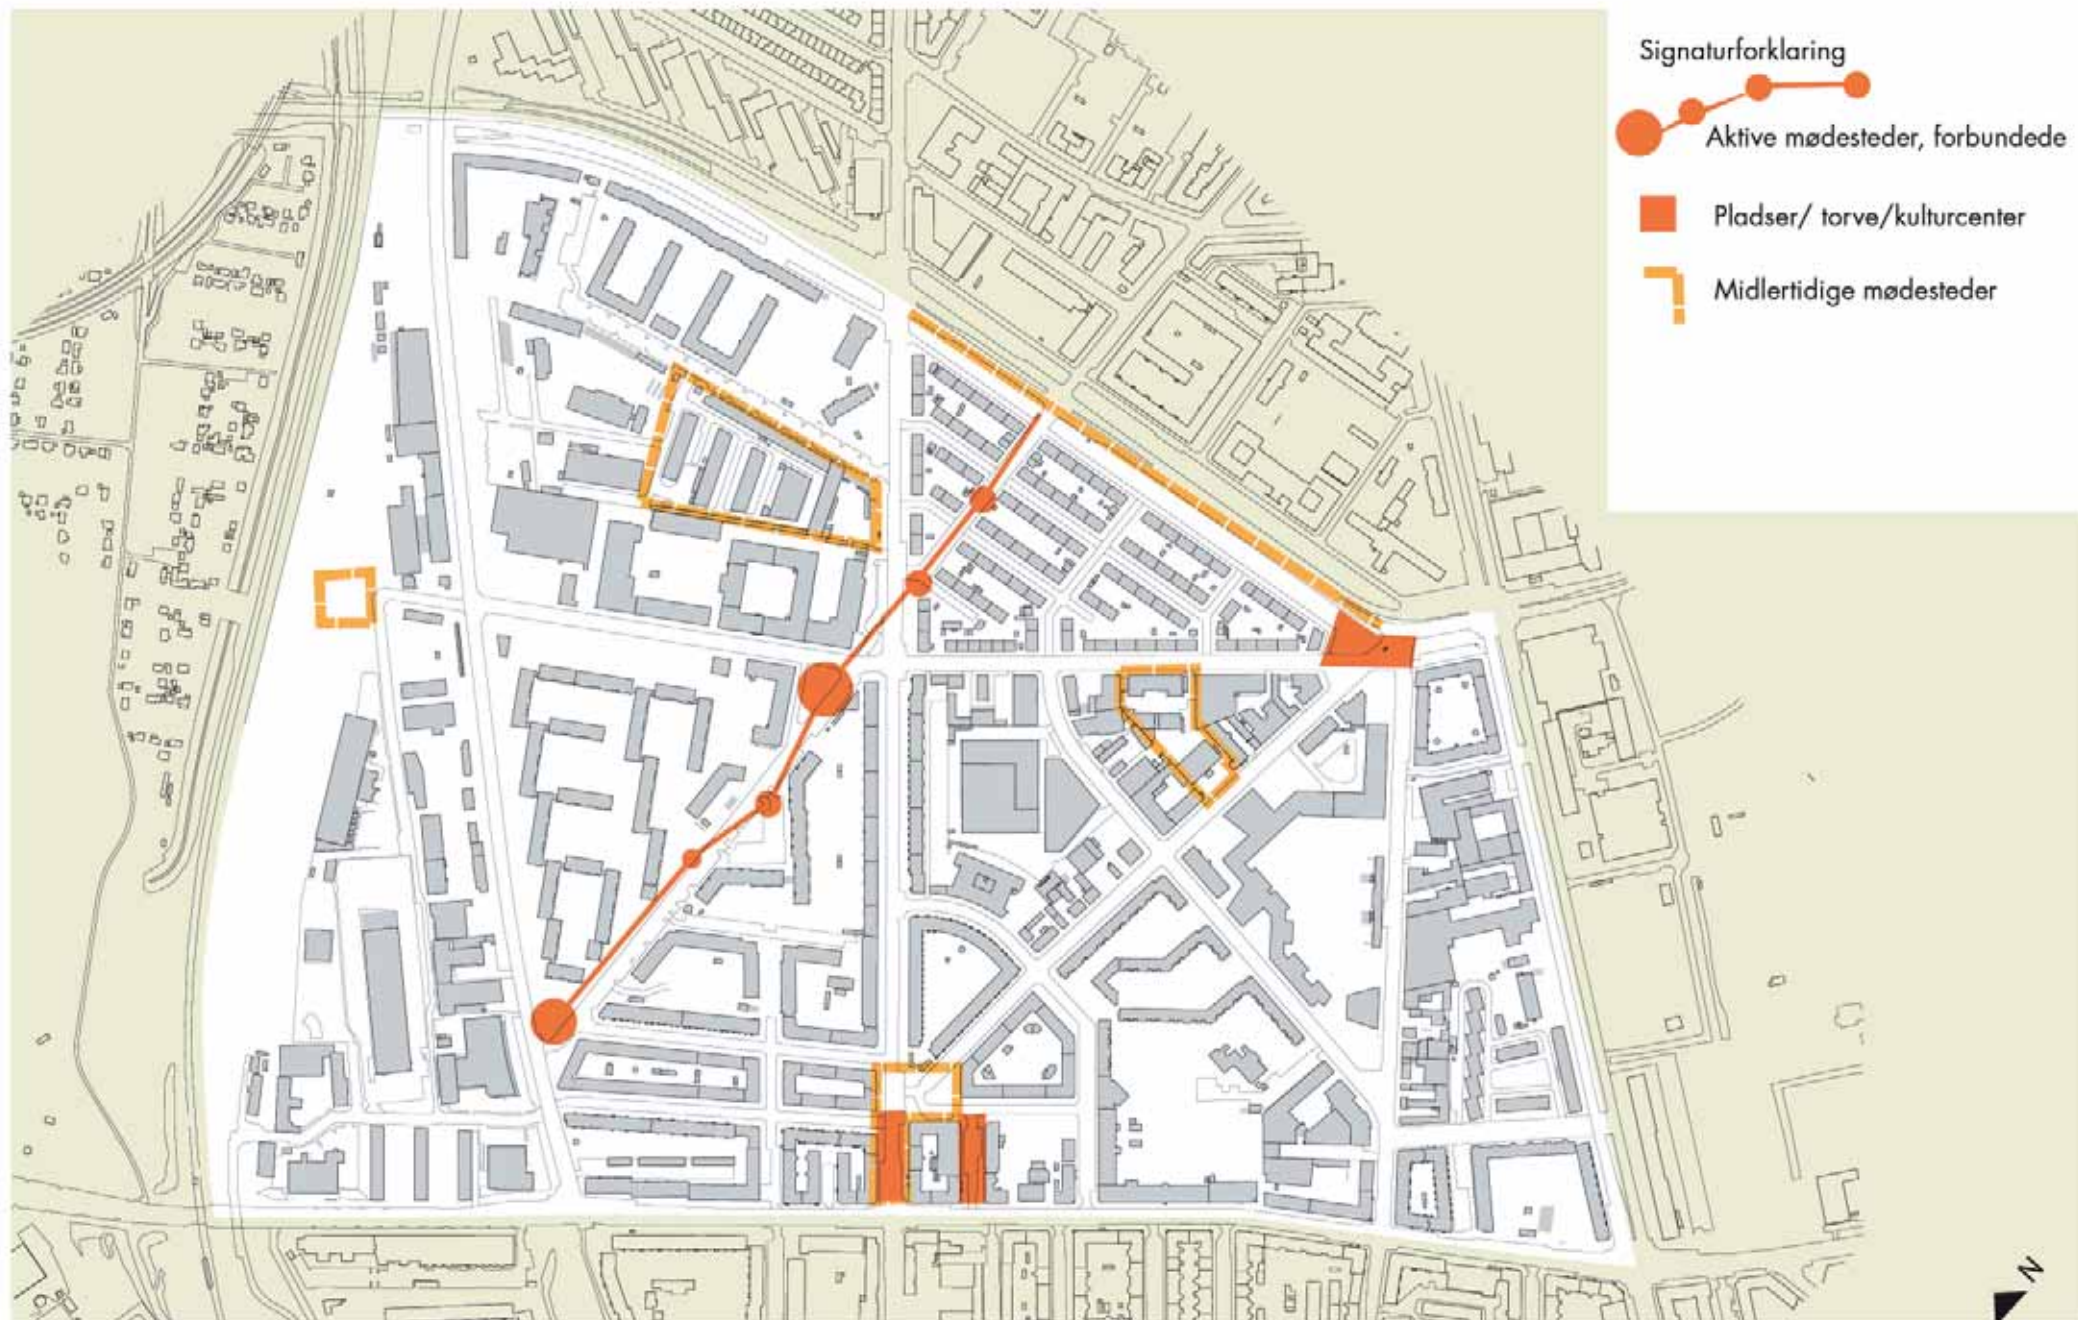 Signaturforklaring
Aktive mødesteder, forbundede
Pladser/ torve/kulturcenter
Midlertidige mødesteder
N